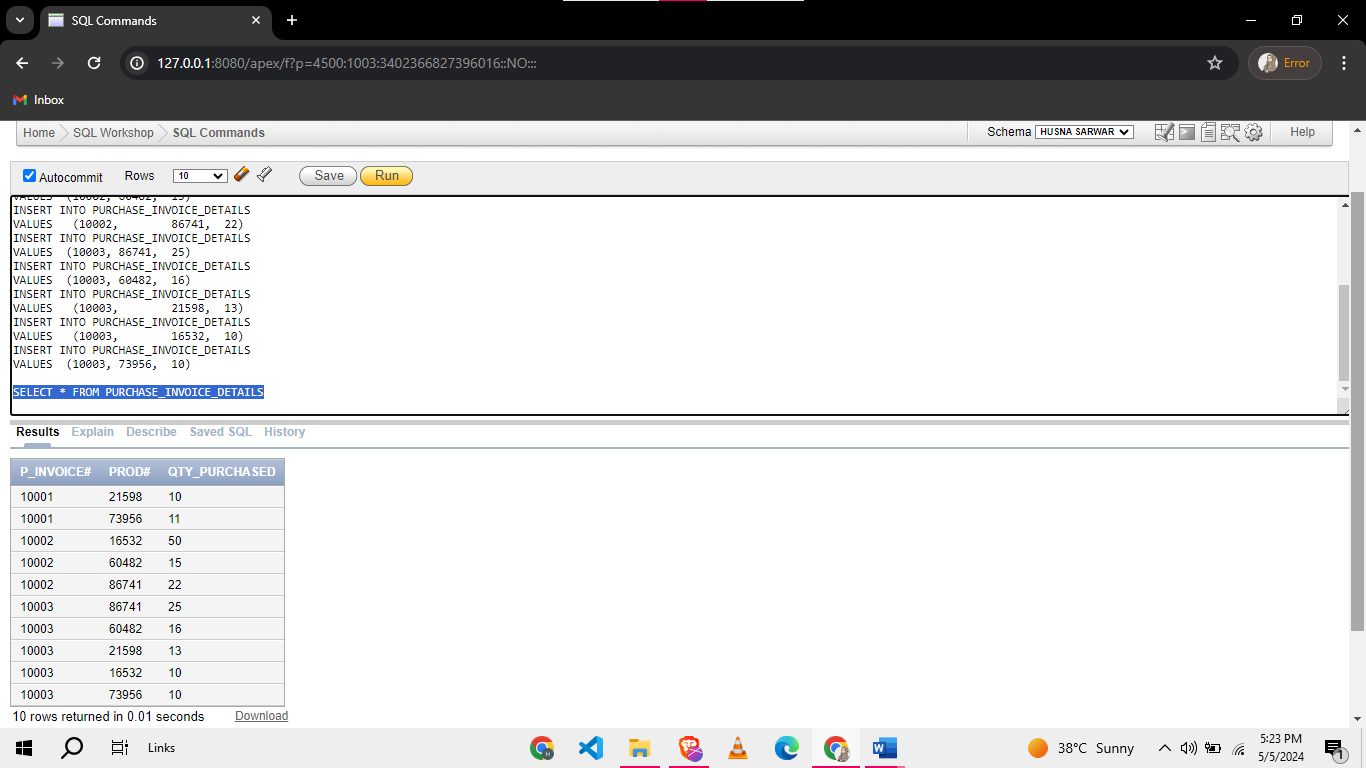 SQL Commands
127.0.0.1:8080/apex/f?p=4500:1003:3402366827396016::NO:::
Error
Inbox
Home SQL Workshop SQL Commands
Schema HUSNA SARWAR Help
Autocommit Rows 10 Save Run
VALUES (10002, 60482, 15)
INSERT INTO PURCHASE_INVOICE_DETAILS
VALUES (10002, 86741, 22)
INSERT INTO PURCHASE_INVOICE_DETAILS
VALUES (10003, 86741, 25)
INSERT INTO PURCHASE_INVOICE_DETAILS
VALUES (10003, 60482, 16)
INSERT INTO PURCHASE_INVOICE_DETAILS
VALUES (10003, 21598, 13)
INSERT INTO PURCHASE_INVOICE_DETAILS
VALUES (10003, 16532, 10)
INSERT INTO PURCHASE_INVOICE_DETAILS
VALUES (10003, 73956, 10)
SELECT * FROM PURCHASE_INVOICE_DETAILS
Results Explain Describe Saved SQL History
P_INVOICE# PROD# QTY_PURCHASED
10001 21598 10
10001 73956 11
10002 16532 50
10002 60482 15
10002 86741 22
10003 86741 25
10003 60482 16
10003 21598 13
10003 16532 10
10003 73956 10
10 rows returned in 0.01 seconds Download
Links
38°C Sunny
5:23 PM
5/5/2024
1